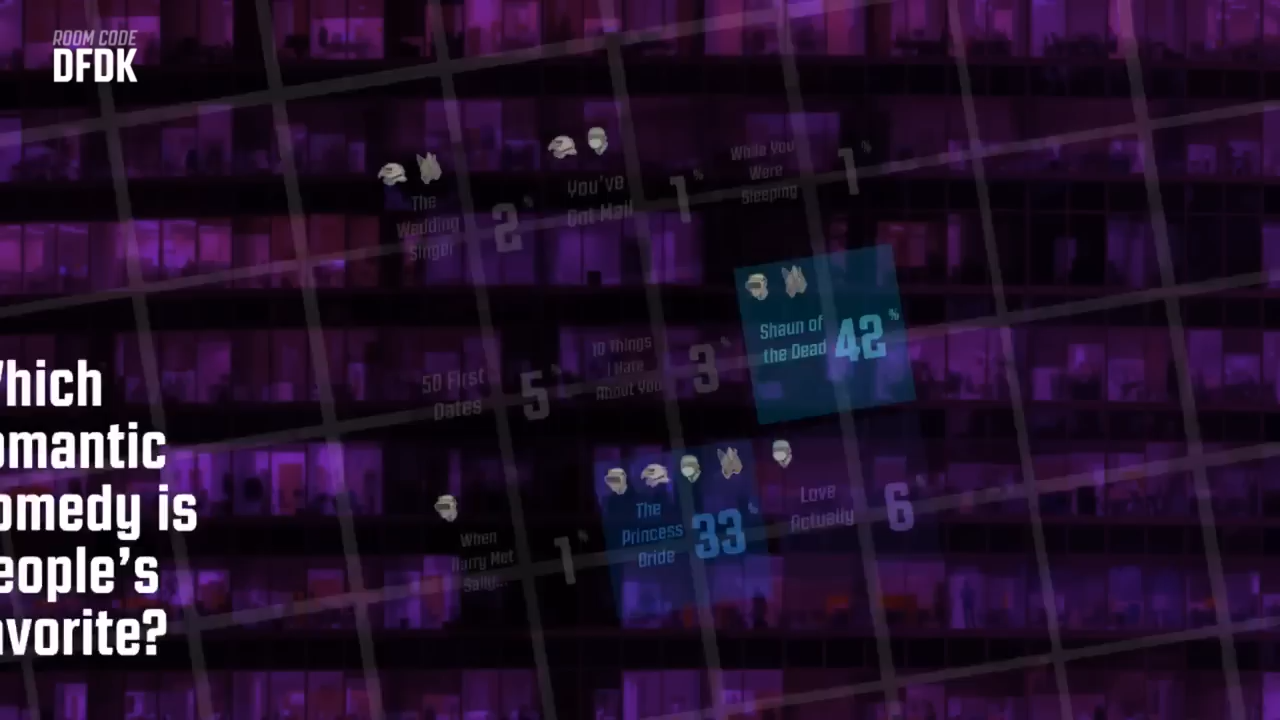 ROOM CODE
DFDK
The
Wedding
Singer
2%
You've
Got Mail
1%
While You
Were
Sleeping
1%
50 First
Dates
5%
10 Things
I Hate
About You
3%
Shaun of
the Dead
42%
When
Harry Met
Sally...
1%
The
Princess
Bride
33%
Love
Actually
6%
hich
omantic
omedy is
eople's
avorite?